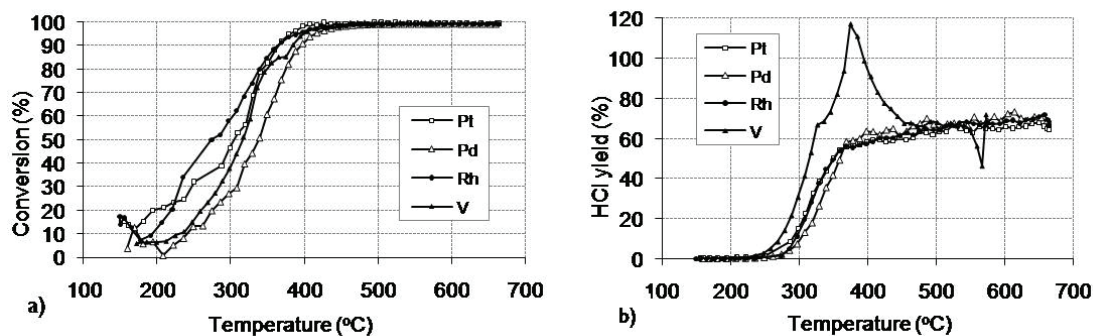 100
90
80
70
60
50
40
30
20
10
0
Conversion (%)
Pt
Pd
Rh
V
100 200 300 400 500 600 700
Temperature (ºC)
a)
120
100
80
60
40
20
0
HCl yield (%)
Pt
Pd
Rh
V
100 200 300 400 500 600 700
Temperature (ºC)
b)